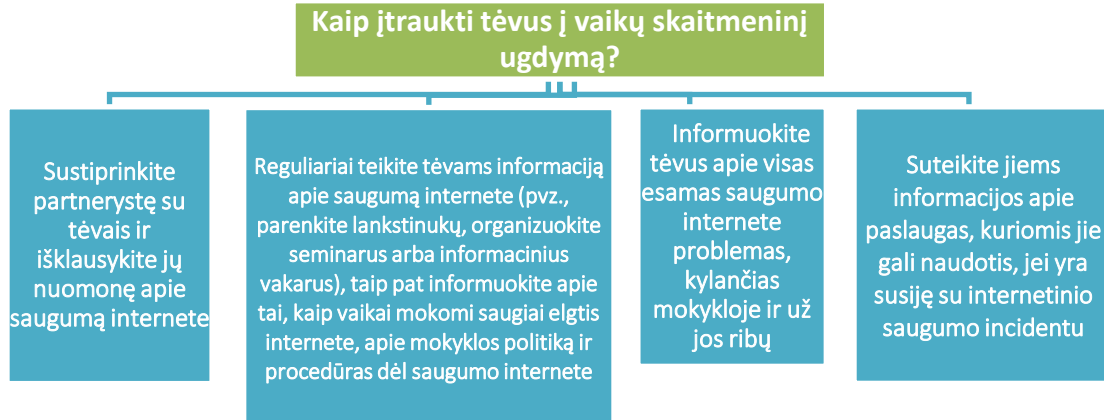 Kaip įtraukti tėvus į vaikų skaitmeninį
ugdymą?
Sustiprinkite
partnerystę su
tėvais ir
išklausykite jų
nuomonę apie
saugumą internete
Reguliariai teikite tėvams informaciją
apie saugumą internete (pvz.,
parenkite lankstinukų, organizuokite
seminarus arba informacinius
vakarus), taip pat informuokite apie
tai, kaip vaikai mokomi saugiai elgtis
internete, apie mokyklos politiką ir
procedūras dėl saugumo internete
Informuokite
tėvus apie visas
esamas saugumo
internete
problemas,
kylančias
mokykloje ir už
jos ribų
Suteikite jiems
informacijos apie
paslaugas, kuriomis jie
gali naudotis, jei yra
susiję su internetinio
saugumo incidentu